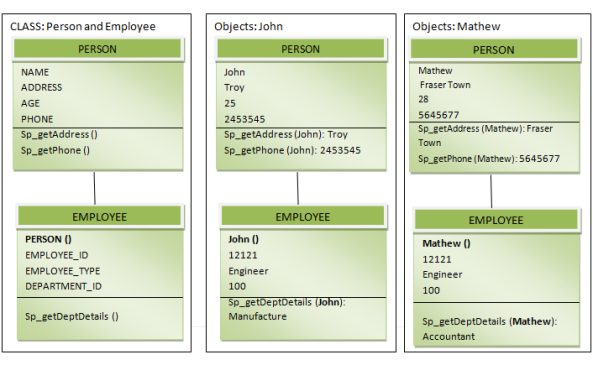 CLASS: Person and Employee
PERSON
NAME
ADDRESS
AGE
PHONE
Sp_getAddress ()
Sp_getPhone ()
EMPLOYEE
PERSON ()
EMPLOYEE_ID
EMPLOYEE_TYPE
DEPARTMENT_ID
Sp_getDeptDetails ()
Objects: John
PERSON
John
Troy
25
2453545
Sp_getAddress (John): Troy
Sp_getPhone (John): 2453545
EMPLOYEE
John ()
12121
Engineer
100
Sp_getDeptDetails (John):
Manufacture
Objects: Mathew
PERSON
Mathew
Fraser Town
28
5645677
Sp_getAddress (Mathew): Fraser
Town
Sp_getPhone (Mathew): 5645677
EMPLOYEE
Mathew ()
12121
Engineer
100
Sp_getDeptDetails (Mathew):
Accountant